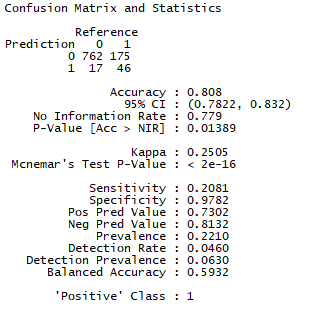 Confusion Matrix and Statistics
Reference
Prediction 0 1
0 762 175
1 17 46
Accuracy : 0.808
95% CI : (0.7822, 0.832)
No Information Rate : 0.779
P-Value [Acc > NIR] : 0.01389
Kappa : 0.2505
Mcnemar's Test P-Value : < 2e-16
Sensitivity : 0.2081
Specificity : 0.9782
Pos Pred Value : 0.7302
Neg Pred Value : 0.8132
Prevalence : 0.2210
Detection Rate : 0.0460
Detection Prevalence : 0.0630
Balanced Accuracy : 0.5932
'Positive' Class : 1